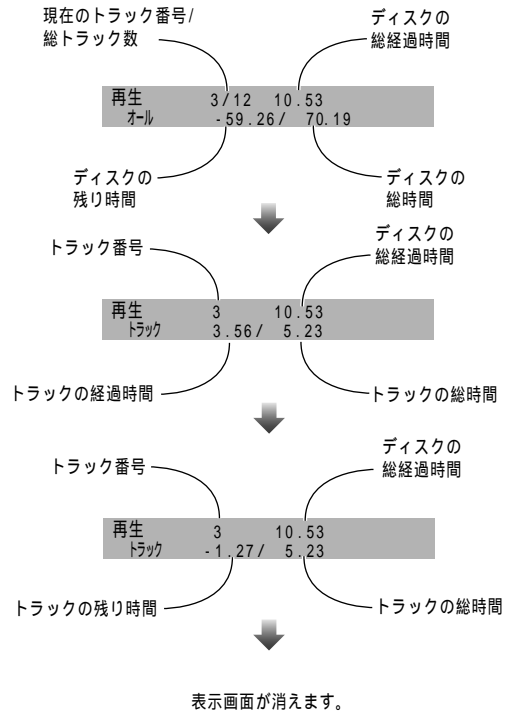 現在のトラック番号/
総トラック数
ディスクの
総経過時間
再生 3/12 10.53
オール -59.26/ 70.19
ディスクの
残り時間
ディスクの
総時間
トラック番号
ディスクの
総経過時間
再生 3 10.53
トラック 3.56/ 5.23
トラックの経過時間
トラックの総時間
トラック番号
ディスクの
総経過時間
再生 3 10.53
トラック -1.27/ 5.23
トラックの残り時間
トラックの総時間
表示画面が消えます。